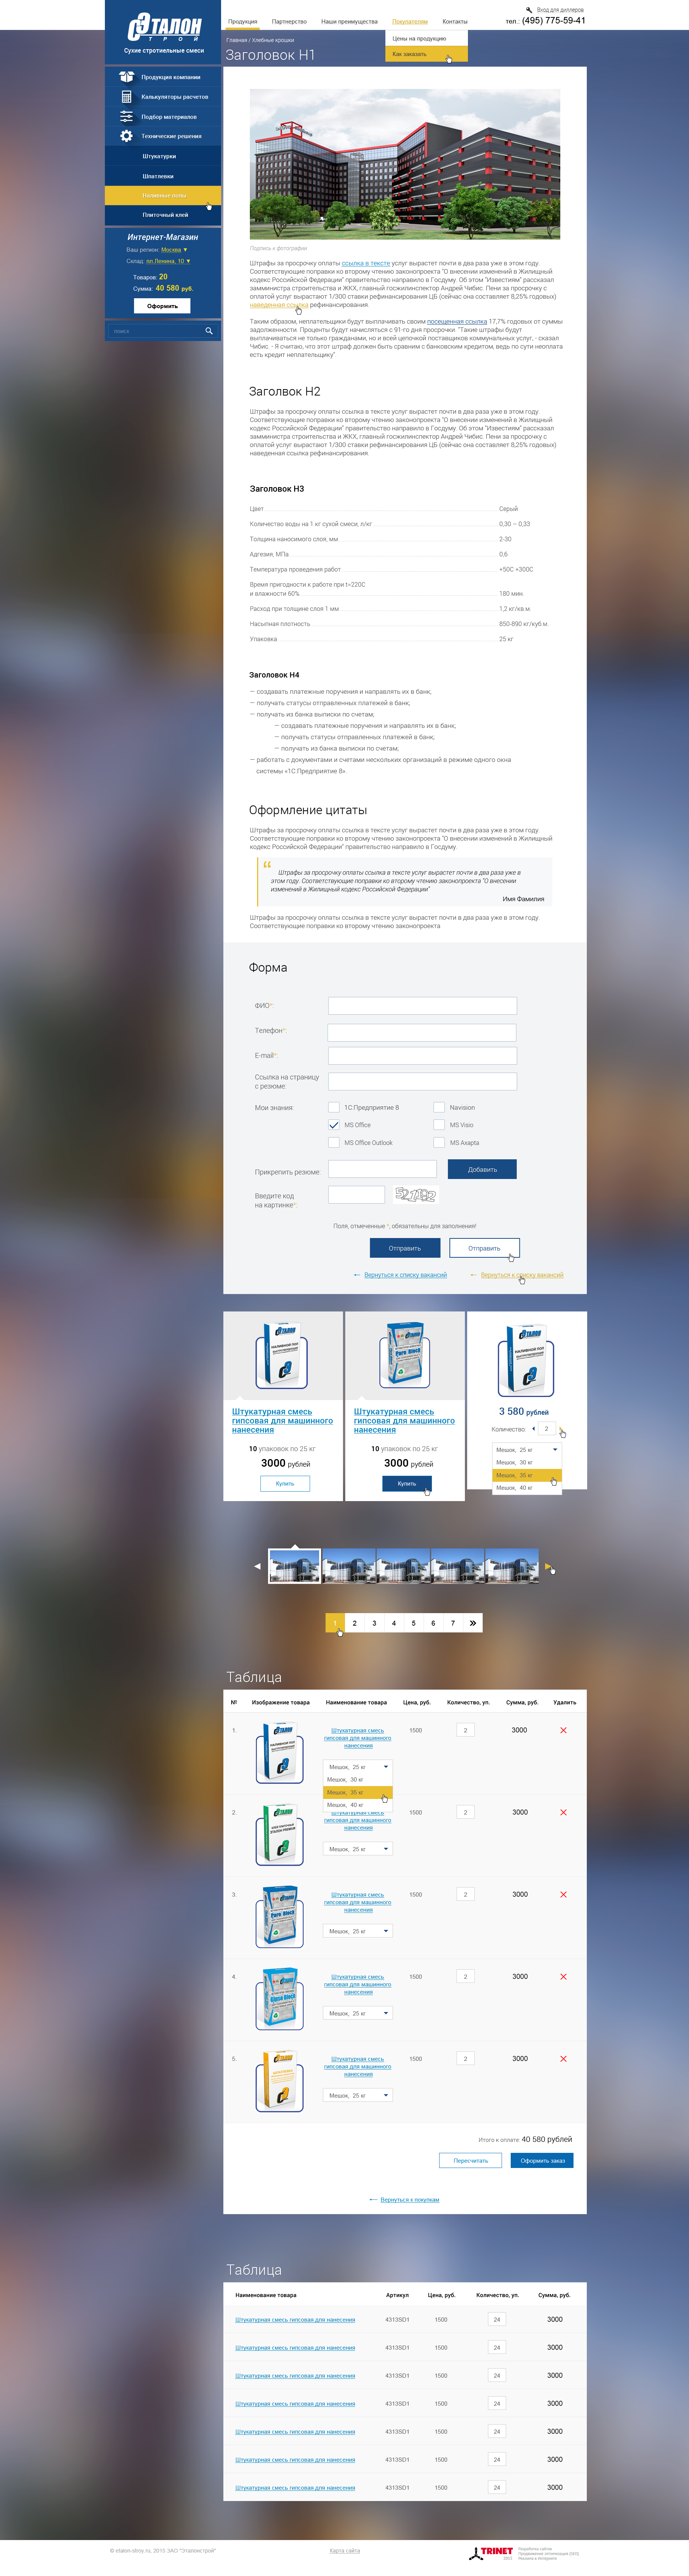 ЭТАЛОН
СТРОЙ
Сухие стротиельные смеси
Продукция
Партнерство
Наши преимущества
Покупателям
Контакты
Вход для дилеров
тел.: (495) 775-59-41
Цены на продукцию
Как заказать
Главная / Хлебные крошки
Заголовок H1
Продукция компании
Калькуляторы расчетов
Подбор материалов
Технические решения
Штукатурки
Шпатлевки
Наливные полы
Плиточный клей
Интернет-Магазин
Ваш регион: Москва ▼
Склад: пл.Ленина, 10 ▼
Товаров: 20
Сумма: 40 580 руб.
Оформить
поиск
Подпись к фотографии
Штрафы за просрочку оплаты ссылка в тексте услуг вырастет почти в два раза уже в этом году.
Соответствующие поправки ко второму чтению законопроекта "О внесении изменений в Жилищный
кодекс Российской Федерации" правительство направило в Госдуму. Об этом "Известиям" рассказал
замминистра строительства и ЖКХ, главный госжилинспектор Андрей Чибис. Пени за просрочку с
оплатой услуг вырастают 1/300 ставки рефинансирования ЦБ (сейчас она составляет 8,25% годовых)
наведенная ссылка рефинансирования.
Таким образом, неплательщики будут выплачивать своим посещенная ссылка 17,7% годовых от суммы
задолженности. Проценты будут начисляться с 91-го дня просрочки. "Такие штрафы будут
выплачиваться не только гражданами, но и всей цепочкой поставщиков коммунальных услуг, - сказал
Чибис. - Я считаю, что этот штраф должен быть сравним с банковским кредитом, ведь по сути неоплата
есть кредит неплательщику"
Заголвок H2
Штрафы за просрочку оплаты ссылка в тексте услуг вырастет почти в два раза уже в этом году.
Соответствующие поправки ко второму чтению законопроекта "О внесении изменений в Жилищный
кодекс Российской Федерации" правительство направило в Госдуму. Об этом "Известиям" рассказал
замминистра строительства и ЖКХ, главный госжилинспектор Андрей Чибис. Пени за просрочку с
оплатой услуг вырастают 1/300 ставки рефинансирования ЦБ (сейчас она составляет 8,25% годовых)
наведенная ссылка рефинансирования.
Заголовок H3
Цвет Серый
Количество воды на 1 кг сухой смеси, л/кг 0,30 – 0,33
Толщина наносимого слоя, мм 2-30
Адгезия, МПа 0,6
Температура проведения работ +50С +300С
Время пригодности к работе при t=220С
и влажности 60% 180 мин.
Расход при толщине слоя 1 мм 1,2 кг/кв.м.
Насыпная плотность 850-890 кг/куб.м.
Упаковка 25 кг
Заголовок H4
— создавать платежные поручения и направлять их в банк;
— получать статусы отправленных платежей в банк;
— получать из банка выписки по счетам;
— создавать платежные поручения и направлять их в банк;
— получать статусы отправленных платежей в банк;
— получать из банка выписки по счетам;
— работать с документами и счетами нескольких организаций в режиме одного окна
системы «1С:Предприятие 8».
Оформление цитаты
Штрафы за просрочку оплаты ссылка в тексте услуг вырастет почти в два раза уже в этом году.
Соответствующие поправки ко второму чтению законопроекта "О внесении изменений в Жилищный
кодекс Российской Федерации" правительство направило в Госдуму.
“
Штрафы за просрочку оплаты ссылка в тексте услуг вырастет почти в два раза уже в
этом году. Соответствующие поправки ко второму чтению законопроекта "О внесении
изменений в Жилищный кодекс Российской Федерации"
Имя Фамилия
Штрафы за просрочку оплаты ссылка в тексте услуг вырастет почти в два раза уже в этом году.
Соответствующие поправки ко второму чтению законопроекта
Форма
ФИО*:
Телефон*:
E-mail*:
Ссылка на страницу
с резюме:
Мои знания:
1С:Предприятие 8
Navision
MS Office
MS Visio
MS Office Outlook
MS Axapta
Прикрепить резюме:
Добавить
Введите код
на картинке*:
Поля, отмеченные *, обязательны для заполнения!
Отправить
Отправить
← Вернуться к списку вакансий
← Вернуться к списку вакансий
Штукатурная смесь
гипсовая для машинного
нанесения
10 упаковок по 25 кг
3000 рублей
Купить
Штукатурная смесь
гипсовая для машинного
нанесения
10 упаковок по 25 кг
3000 рублей
Купить
3 580 рублей
Количество: 2
Мешок, 25 кг
Мешок, 30 кг
Мешок, 35 кг
Мешок, 40 кг
1 2 3 4 5 6 7 »
Таблица
№ Изображение товара Наименование товара Цена, руб. Количество, уп. Сумма, руб. Удалить
1. Штукатурная смесь 1500 2 3000
гипсовая для машинного
нанесения
Мешок, 25 кг
Мешок, 30 кг
Мешок, 35 кг
Мешок, 40 кг
2. Штукатурная смесь 1500 2 3000
гипсовая для машинного
нанесения
Мешок, 25 кг
3. Штукатурная смесь 1500 2 3000
гипсовая для машинного
нанесения
Мешок, 25 кг
4. Штукатурная смесь 1500 2 3000
гипсовая для машинного
нанесения
Мешок, 25 кг
5. Штукатурная смесь 1500 2 3000
гипсовая для машинного
нанесения
Мешок, 25 кг
Итого к оплате: 40 580 рублей
Пересчитать
Оформить заказ
← Вернуться к покупкам
Таблица
Наименование товара Артикул Цена, руб. Количество, уп. Сумма, руб.
Штукатурная смесь гипсовая для нанесения 4313SD1 1500 24 3000
Штукатурная смесь гипсовая для нанесения 4313SD1 1500 24 3000
Штукатурная смесь гипсовая для нанесения 4313SD1 1500 24 3000
Штукатурная смесь гипсовая для нанесения 4313SD1 1500 24 3000
Штукатурная смесь гипсовая для нанесения 4313SD1 1500 24 3000
Штукатурная смесь гипсовая для нанесения 4313SD1 1500 24 3000
Штукатурная смесь гипсовая для нанесения 4313SD1 1500 24 3000
© etalon-stroy.ru, 2015 ЗАО "Эталонстрой"
Карта сайта
TRINET
Разработка сайтов
Продвижение оптимизация (SEO)
Реклама в Интернете